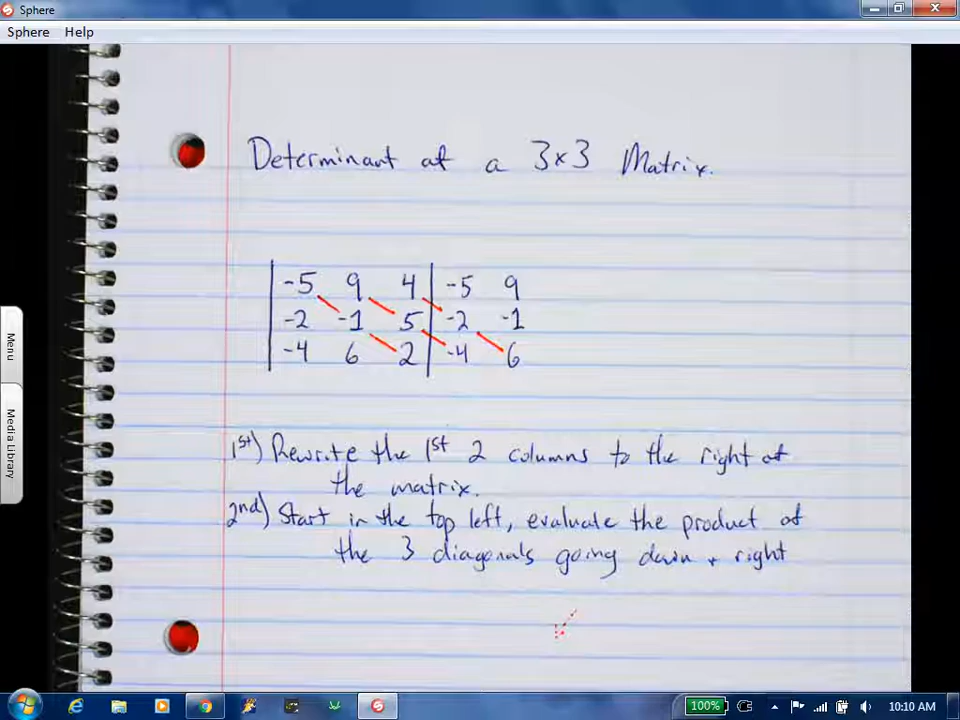 Sphere
Sphere Help
Determinant of a 3x3 Matrix.
-5 9 4 -5 9
-2 -1 5 -2 -1
-4 6 2 -4 6
1st) Rewrite the 1st 2 columns to the right of
the matrix.
2nd) Start in the top left, evaluate the product of
the 3 diagonals going down + right
Menu
Media Library
100%
10:10 AM